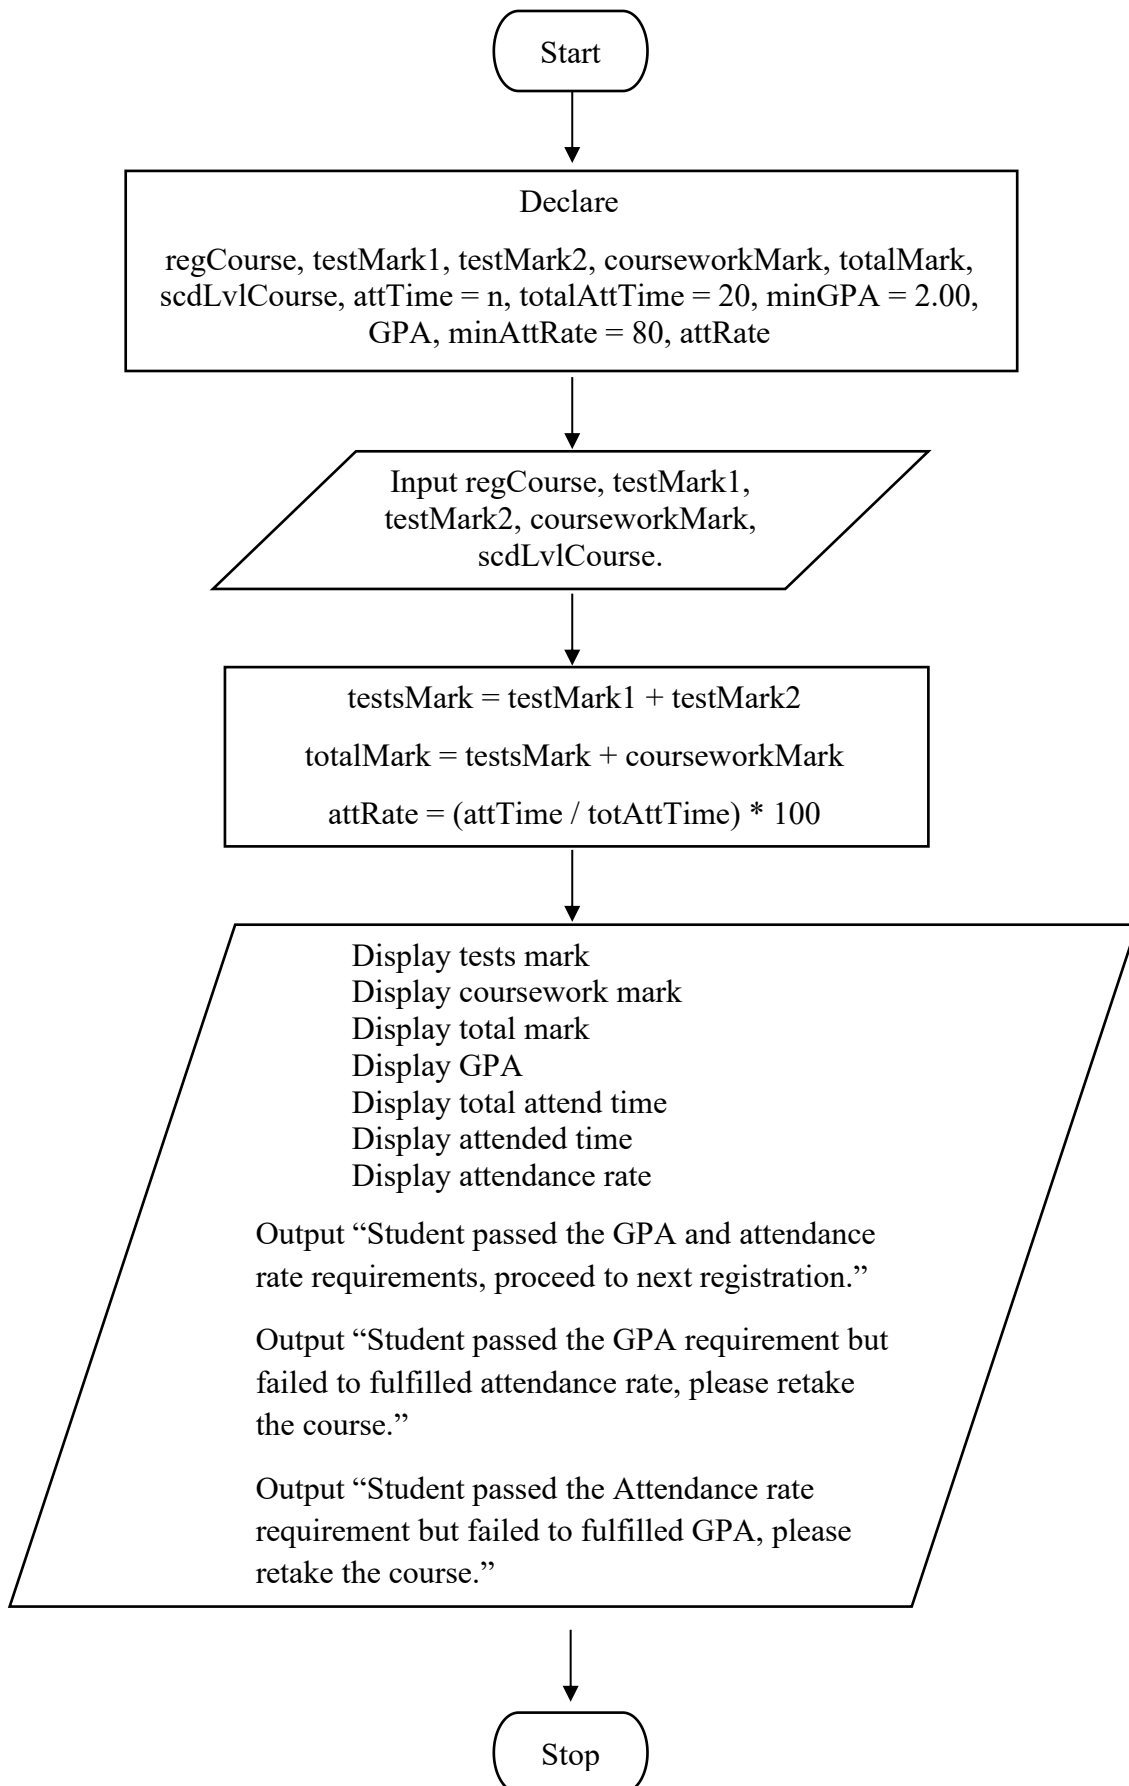 Start
Declare
regCourse, testMark1, testMark2, courseworkMark, totalMark,
scdLvlCourse, attTime = n, totalAttTime = 20, minGPA = 2.00,
GPA, minAttRate = 80, attRate
Input regCourse, testMark1,
testMark2, courseworkMark,
scdLvlCourse.
testsMark = testMark1 + testMark2
totalMark = testsMark + courseworkMark
attRate = (attTime / totAttTime) * 100
Display tests mark
Display coursework mark
Display total mark
Display GPA
Display total attend time
Display attended time
Display attendance rate
Output “Student passed the GPA and attendance
rate requirements, proceed to next registration.”
Output “Student passed the GPA requirement but
failed to fulfilled attendance rate, please retake
the course.”
Output “Student passed the Attendance rate
requirement but failed to fulfilled GPA, please
retake the course.”
Stop